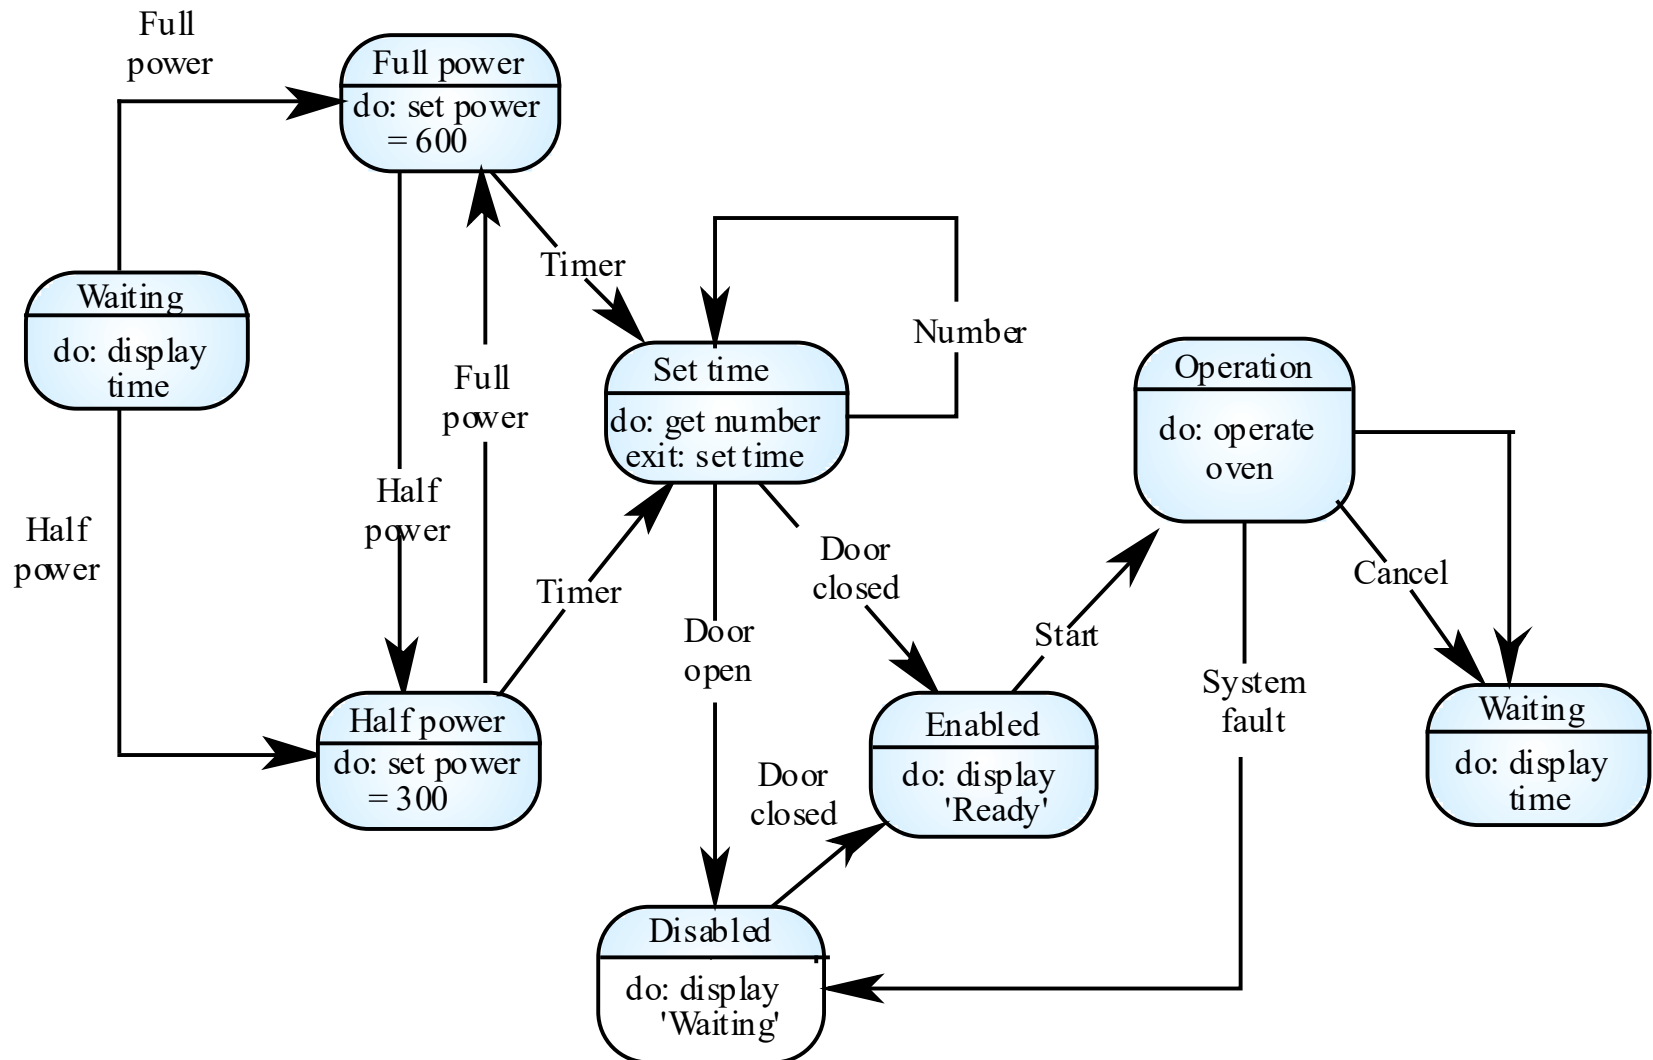 Full
power
Full power
do: set power
= 600
Timer
Waiting
do: display
time
Number
Full
power
Set time
do: get number
exit: set time
Operation
do: operate
oven
Half
power
Half
power
Timer
Door
closed
Cancel
Door
open
Start
System
fault
Half power
do: set power
= 300
Enabled
do: display
'Ready'
Waiting
do: display
time
Door
closed
Disabled
do: display
'Waiting'